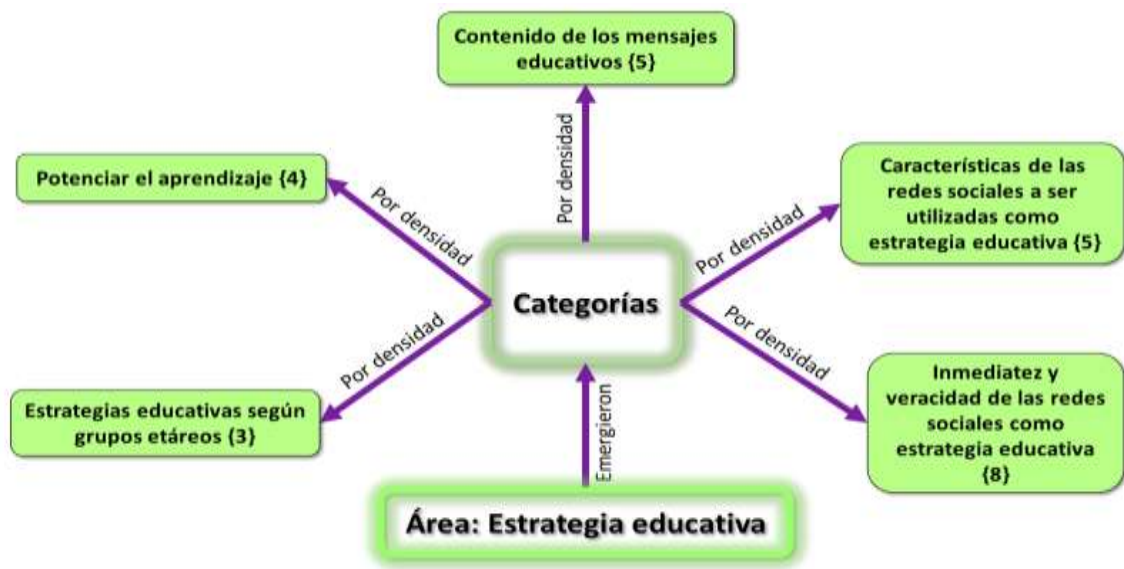 Contenido de los mensajes
educativos {5}
Por densidad
Potenciar el aprendizaje {4}
Por densidad
Características de las
redes sociales a ser
utilizadas como
estrategia educativa {5}
Por densidad
Categorías
Por densidad
Estrategias educativas según
grupos etáreos {3}
Por densidad
Inmediatez y
veracidad de las redes
sociales como
estrategia educativa
{8}
Emergieron
Área: Estrategia educativa